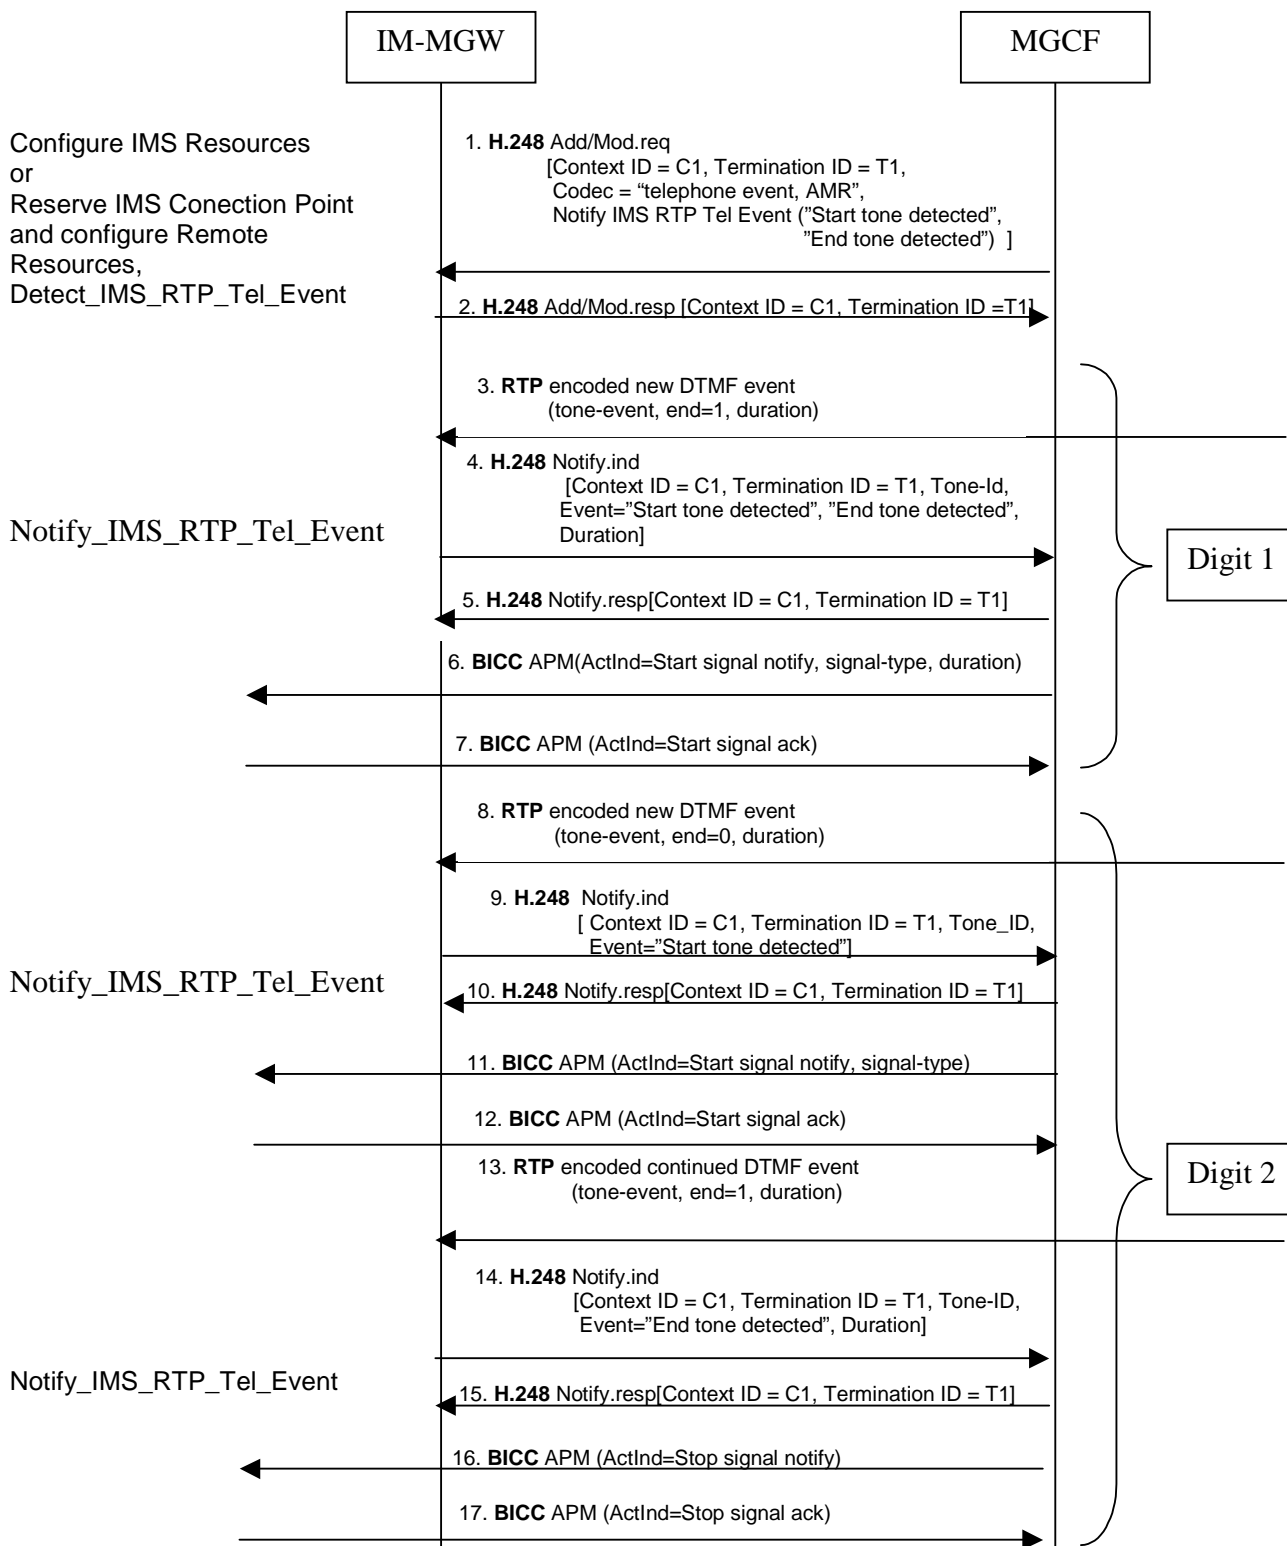 IM-MGW
MGCF
Configure IMS Resources
or
Reserve IMS Conection Point
and configure Remote
Resources,
Detect_IMS_RTP_Tel_Event
1. H.248 Add/Mod.req
[Context ID = C1, Termination ID = T1,
Codec = “telephone event, AMR”,
Notify IMS RTP Tel Event (”Start tone detected”,
”End tone detected”) ]
2. H.248 Add/Mod.resp [Context ID = C1, Termination ID =T1]
3. RTP encoded new DTMF event
(tone-event, end=1, duration)
4. H.248 Notify.ind
[Context ID = C1, Termination ID = T1, Tone-Id,
Event=”Start tone detected”, ”End tone detected”,
Duration]
Notify_IMS_RTP_Tel_Event
Digit 1
5. H.248 Notify.resp[Context ID = C1, Termination ID = T1]
6. BICC APM(ActInd=Start signal notify, signal-type, duration)
7. BICC APM (ActInd=Start signal ack)
8. RTP encoded new DTMF event
(tone-event, end=0, duration)
9. H.248 Notify.ind
[ Context ID = C1, Termination ID = T1, Tone_ID,
Event=”Start tone detected”]
Notify_IMS_RTP_Tel_Event
10. H.248 Notify.resp[Context ID = C1, Termination ID = T1]
11. BICC APM (ActInd=Start signal notify, signal-type)
12. BICC APM (ActInd=Start signal ack)
13. RTP encoded continued DTMF event
(tone-event, end=1, duration)
Digit 2
14. H.248 Notify.ind
[Context ID = C1, Termination ID = T1, Tone-ID,
Event=”End tone detected”, Duration]
Notify_IMS_RTP_Tel_Event
15. H.248 Notify.resp[Context ID = C1, Termination ID = T1]
16. BICC APM (ActInd=Stop signal notify)
17. BICC APM (ActInd=Stop signal ack)